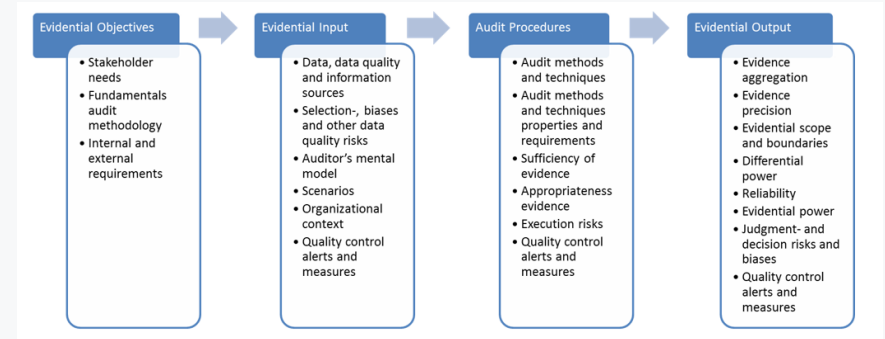 Evidential Objectives
• Stakeholder
needs
• Fundamentals
audit
methodology
• Internal and
external
requirements
Evidential Input
• Data, data quality
and information
sources
• Selection-, biases
and other data
quality risks
• Auditor's mental
model
• Scenarios
• Organizational
context
• Quality control
alerts and
measures
Audit Procedures
• Audit methods
and techniques
• Audit methods
and techniques
properties and
requirements
• Sufficiency of
evidence
• Appropriateness
evidence
• Execution risks
• Quality control
alerts and
measures
Evidential Output
• Evidence
aggregation
• Evidence
precision
• Evidential scope
and boundaries
• Differential
power
• Reliability
• Evidential power
• Judgment- and
decision risks and
biases
• Quality control
alerts and
measures